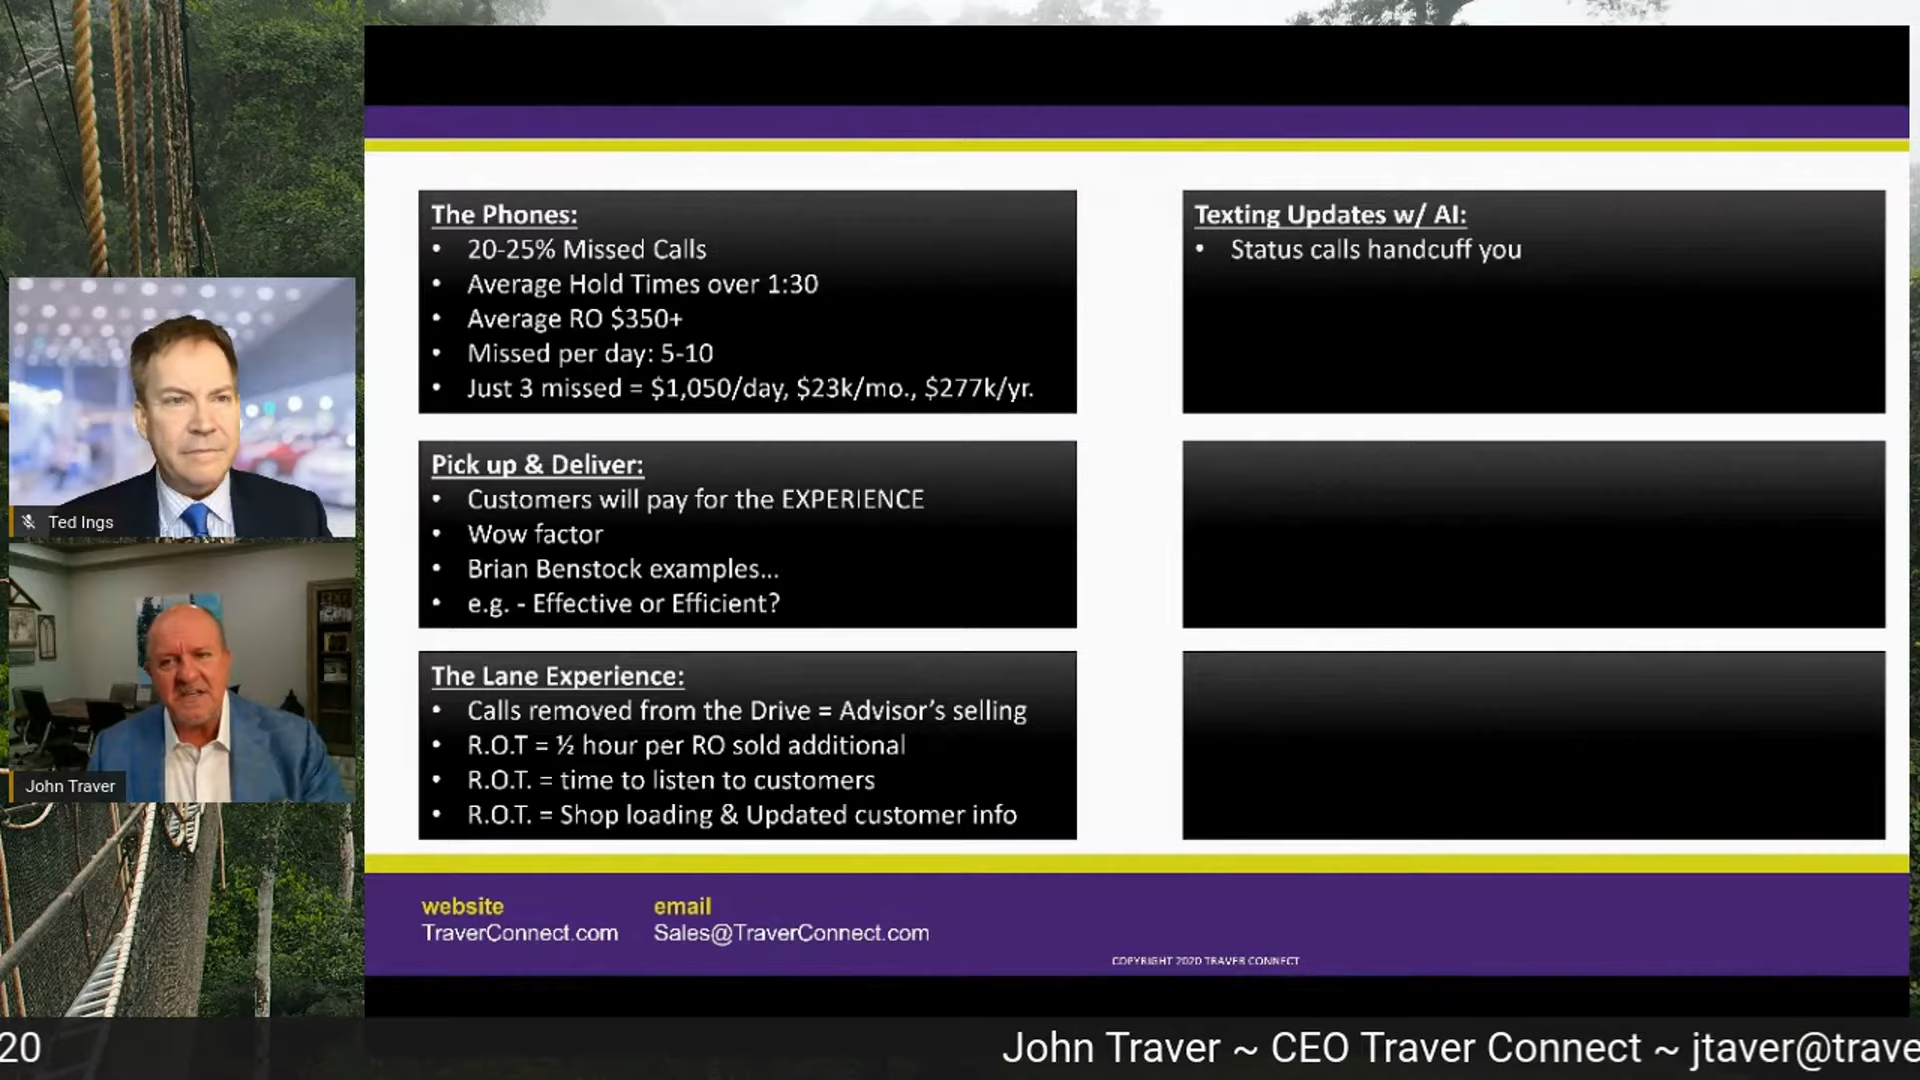 The Phones:
• 20-25% Missed Calls
• Average Hold Times over 1:30
• Average RO $350+
• Missed per day: 5-10
• Just 3 missed = $1,050/day, $23k/mo., $277k/yr.
Texting Updates w/ AI:
• Status calls handcuff you
Pick up & Deliver:
• Customers will pay for the EXPERIENCE
• Wow factor
• Brian Benstock examples...
• e.g. - Effective or Efficient?
The Lane Experience:
• Calls removed from the Drive = Advisor's selling
• R.O.T = ½ hour per RO sold additional
• R.O.T. = time to listen to customers
• R.O.T. = Shop loading & Updated customer info
Ted Ings
John Traver
website
TraverConnect.com
email
Sales@TraverConnect.com
COPYRIGHT 2020 TRAVER CONNECT
20
John Traver ~ CEO Traver Connect ~ jtaver@trave